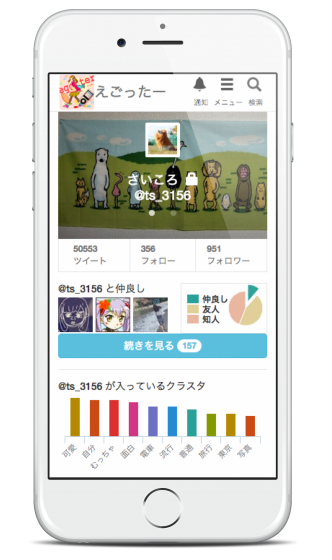 egotter
えごったー
通知 メニュー 検索
さいころ
@ts_3156
50553 356 951
ツイート フォロー フォロワー
@ts_3156 と仲良し
仲良し
友人
知人
続きを見る 157
@ts_3156 が入っているクラスタ
可愛 自分 むっちゃ 面白 電車 流行 普通 旅行 東京 写真